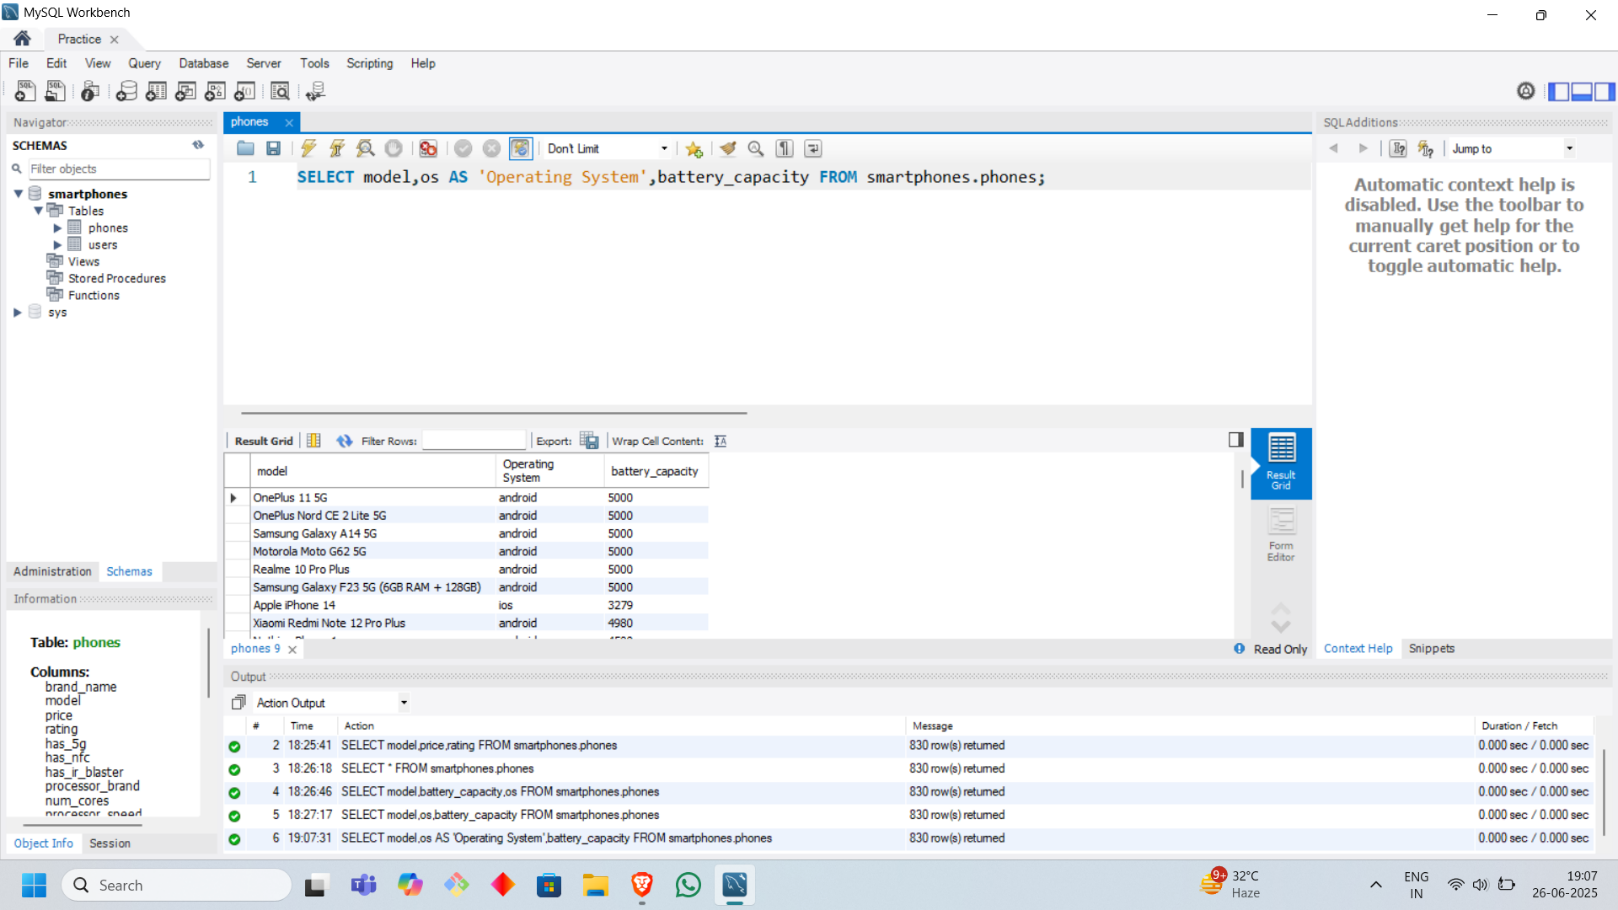 MySQL Workbench
Practice
File Edit View Query Database Server Tools Scripting Help
Navigator
SCHEMAS
Filter objects
smartphones
Tables
phones
users
Views
Stored Procedures
Functions
sys
Administration Schemas
Information
Table: phones
Columns:
brand_name
model
price
rating
has_5g
has_nfc
has_ir_blaster
processor_brand
num_cores
processor_speed
Object Info Session
phones
Don't Limit
1 SELECT model,os AS 'Operating System',battery_capacity FROM smartphones.phones;
Result Grid Filter Rows: Export: Wrap Cell Content:
model Operating System battery_capacity
OnePlus 11 5G android 5000
OnePlus Nord CE 2 Lite 5G android 5000
Samsung Galaxy A14 5G android 5000
Motorola Moto G62 5G android 5000
Realme 10 Pro Plus android 5000
Samsung Galaxy F23 5G (6GB RAM + 128GB) android 5000
Apple iPhone 14 ios 3279
Xiaomi Redmi Note 12 Pro Plus android 4980
Result Grid
Form Editor
phones 9
Read Only
SQLAdditions
Jump to
Automatic context help is
disabled. Use the toolbar to
manually get help for the
current caret position or to
toggle automatic help.
Context Help Snippets
Output
Action Output
# Time Action Message Duration / Fetch
2 18:25:41 SELECT model,price,rating FROM smartphones.phones 830 row(s) returned 0.000 sec / 0.000 sec
3 18:26:18 SELECT * FROM smartphones.phones 830 row(s) returned 0.000 sec / 0.000 sec
4 18:26:46 SELECT model,battery_capacity,os FROM smartphones.phones 830 row(s) returned 0.000 sec / 0.000 sec
5 18:27:17 SELECT model,os,battery_capacity FROM smartphones.phones 830 row(s) returned 0.000 sec / 0.000 sec
6 19:07:31 SELECT model,os AS 'Operating System',battery_capacity FROM smartphones.phones 830 row(s) returned 0.000 sec / 0.000 sec
Search
9+
32°C
Haze
ENG
IN
19:07
26-06-2025